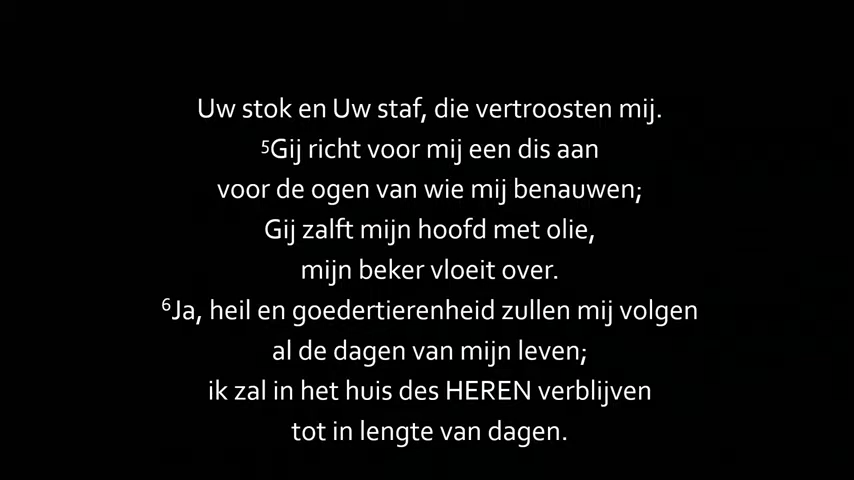 Uw stok en Uw staf, die vertroosten mij.
⁵Gij richt voor mij een dis aan
voor de ogen van wie mij benauwen;
Gij zalft mijn hoofd met olie,
mijn beker vloeit over.
⁶Ja, heil en goedertierenheid zullen mij volgen
al de dagen van mijn leven;
ik zal in het huis des HEREN verblijven
tot in lengte van dagen.